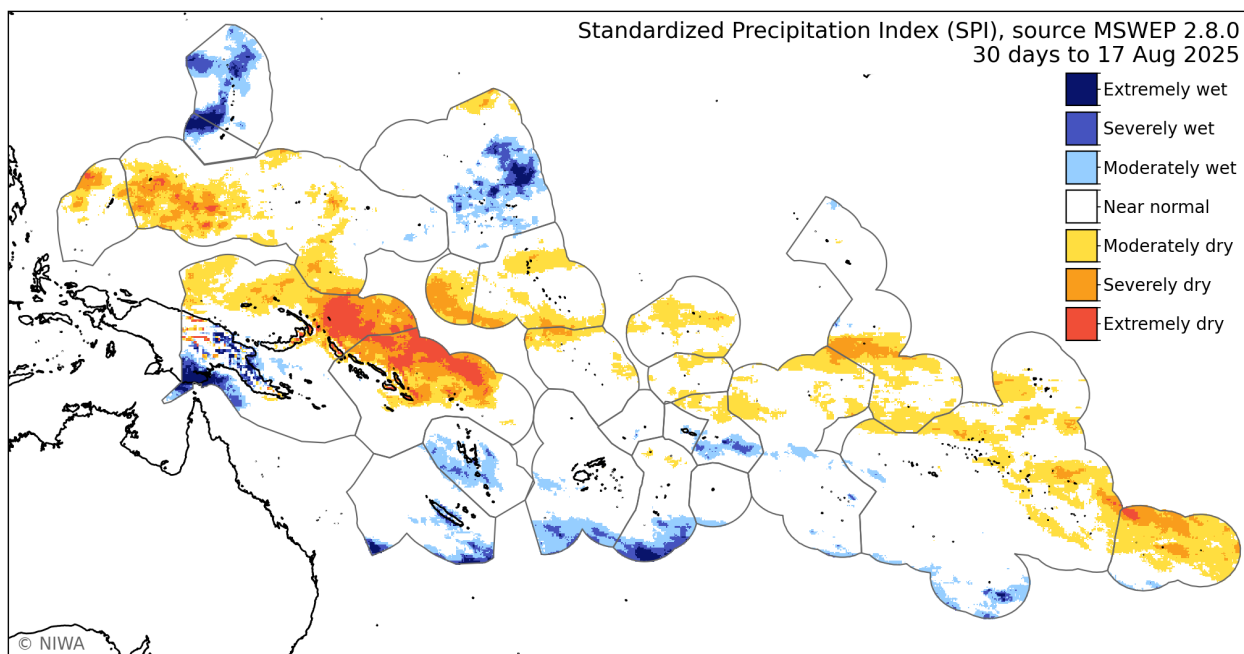 Standardized Precipitation Index (SPI), source MSWEP 2.8.0
30 days to 17 Aug 2025
Extremely wet
Severely wet
Moderately wet
Near normal
Moderately dry
Severely dry
Extremely dry
© NIWA